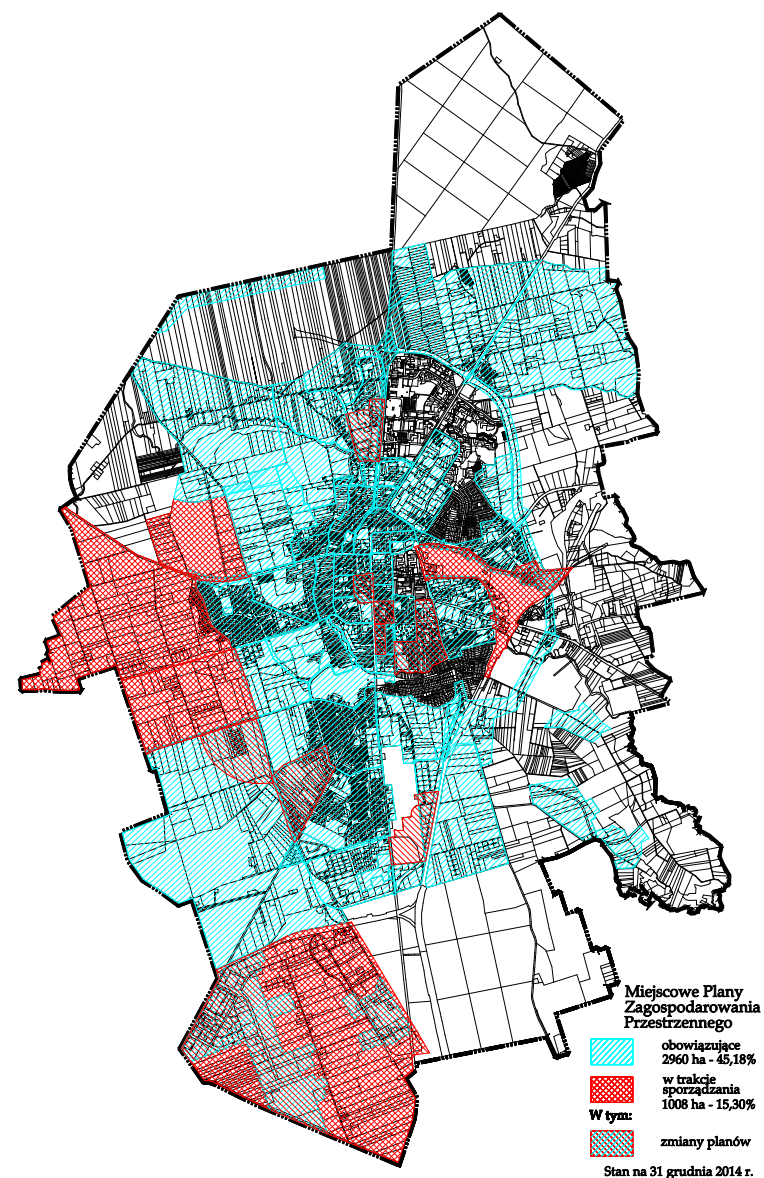 Miejscowe Plany
Zagospodarowania
Przestrzennego
obowiązujące
2960 ha - 45,18%
w trakcie
sporządzania
1008 ha - 15,30%
W tym:
zmiany planów
Stan na 31 grudnia 2014 r.